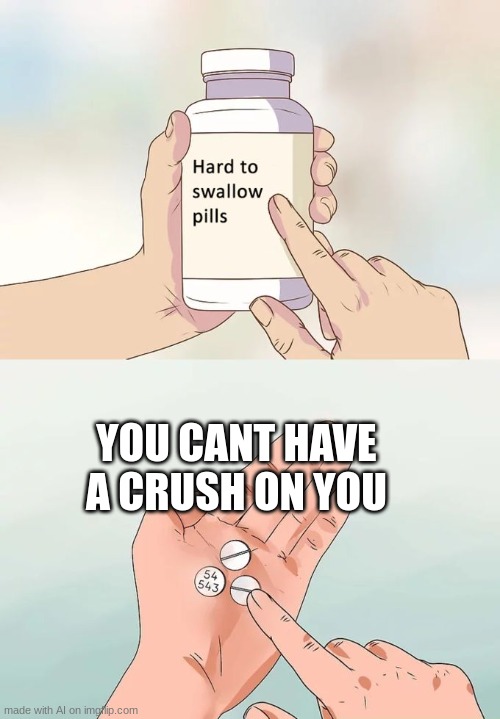 Hard to
swallow
pills
YOU CANT HAVE
A CRUSH ON YOU
54
543
made with AI on imgflip.com